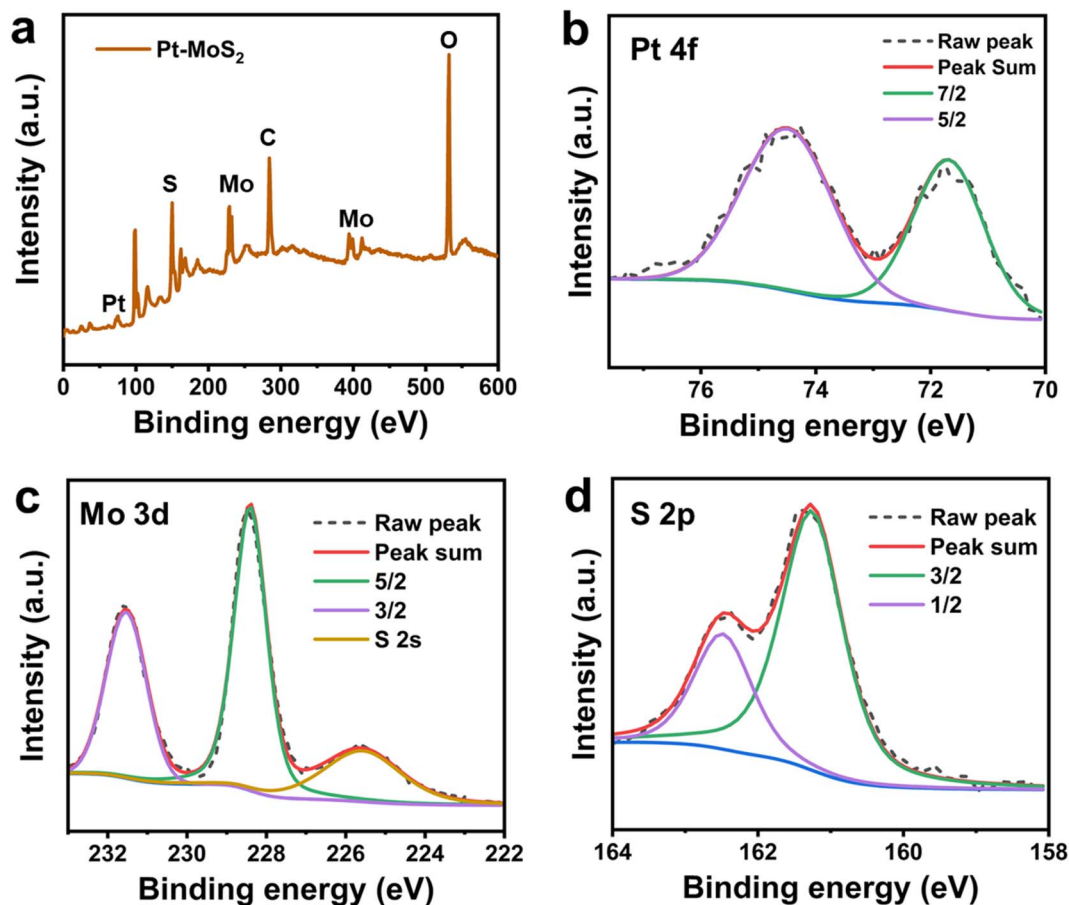 a
Pt-MoS₂
O
C
S
Mo
Mo
Pt
Intensity (a.u.)
0 100 200 300 400 500 600
Binding energy (eV)
b
Pt 4f
Raw peak
Peak Sum
7/2
5/2
Intensity (a.u.)
76 74 72 70
Binding energy (eV)
c
Mo 3d
Raw peak
Peak sum
5/2
3/2
S 2s
Intensity (a.u.)
232 230 228 226 224 222
Binding energy (eV)
d
S 2p
Raw peak
Peak sum
3/2
1/2
Intensity (a.u.)
164 162 160 158
Binding energy (eV)